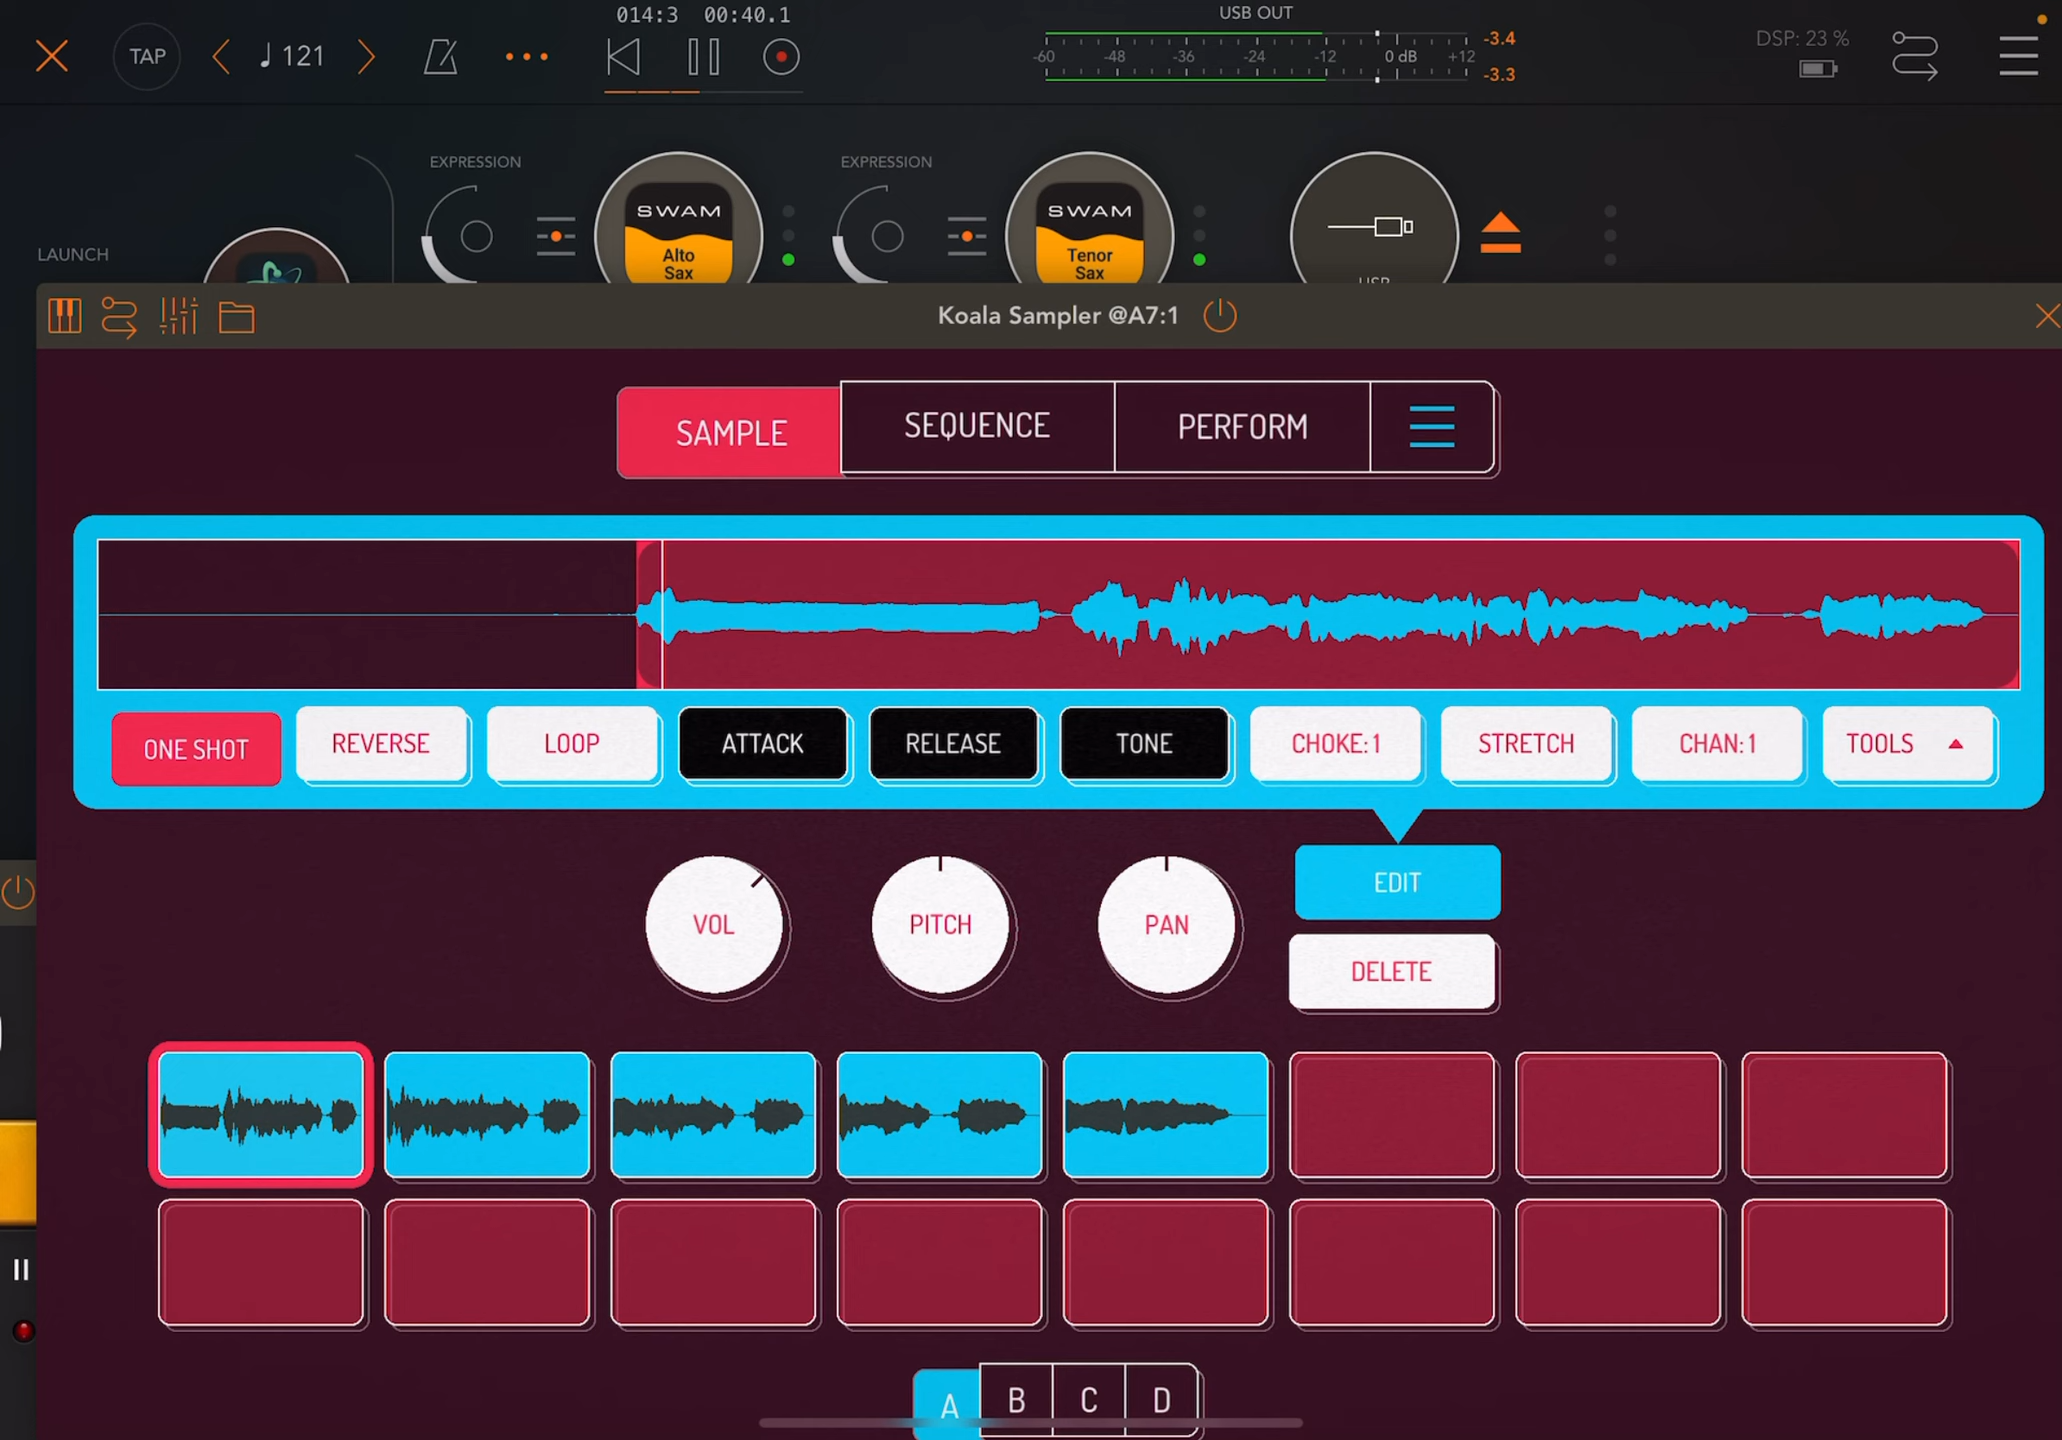 014:3 00:40.1
USB OUT
TAP
121
-60 -48 -36 -24 -12 0 dB +12
-3.4
-3.3
DSP: 23 %
LAUNCH
EXPRESSION
SWAM
Alto
Sax
EXPRESSION
SWAM
Tenor
Sax
USB
Koala Sampler @A7:1
SAMPLE SEQUENCE PERFORM
ONE SHOT REVERSE LOOP ATTACK RELEASE TONE CHOKE:1 STRETCH CHAN:1 TOOLS
VOL PITCH PAN
EDIT
DELETE
A B C D